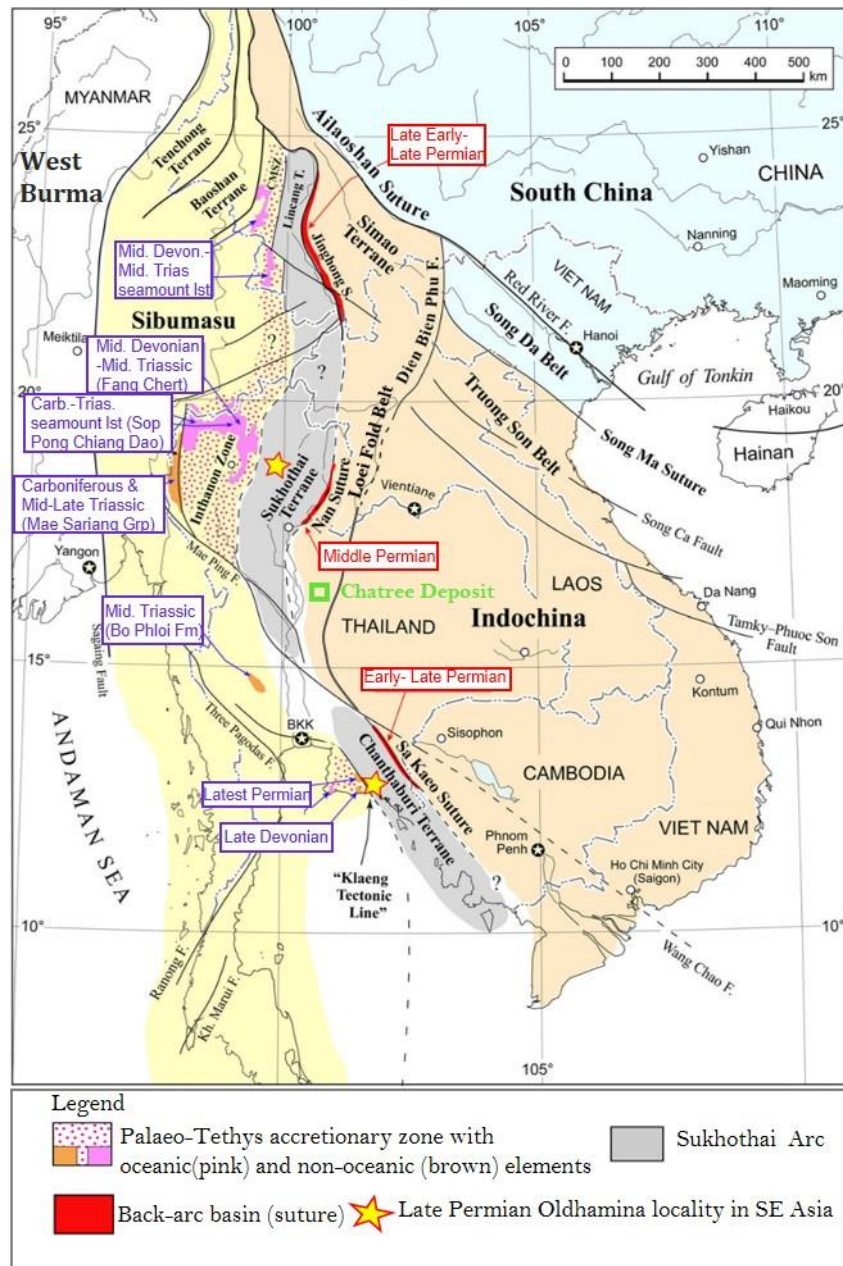 95°
100°
105°
110°
0 100 200 300 400 500
km
MYANMAR
25°
25°
West
Burma
Tenchong
Terrane
Baoshan
Terrane
CMSZ.
Lincang T.
Ailaoshan Suture
Late Early-
Late Permian
Yishan
CHINA
South China
Simao
Terrane
Nanning
Jinghong S.
Mid. Devon.-
Mid. Trias
seamount lst
VIET NAM
Red River F.
Maoming
Dien Bien Phu F.
Song Da Belt
Hanoi
Sibumasu
Meiktila
?
?
Mid. Devonian
-Mid. Triassic
(Fang Chert)
20°
20°
Gulf of Tonkin
Haikou
Hainan
Truong Son Belt
Song Ma Suture
Carb.-Trias.
seamount lst (Sop
Pong Chiang Dao)
Loei Fold Belt
Inthanon Zone
Sukhothai
Terrane
Nan Suture
Vientiane
Carboniferous &
Mid-Late Triassic
(Mae Sariang Grp)
Song Ca Fault
Yangon
Mae Ping F.
Middle Permian
LAOS
Da Nang
Chatree Deposit
Indochina
Tamky-Phuoc Son
Fault
Mid. Triassic
(Bo Phloi Fm)
THAILAND
Sagaing Fault
15°
15°
Early- Late Permian
Kontum
Three Pagodas F.
BKK
Sisophon
Qui Nhon
ANDAMAN SEA
Sa Kaeo Suture
Chanthaburi Terrane
CAMBODIA
Latest Permian
Late Devonian
VIET NAM
Phnom
Penh
"Klaeng
Tectonic
Line"
?
Ho Chi Minh City
(Saigon)
10°
10°
Ranong F.
Wang Chao F.
Kh. Marui F.
105°
Legend
Palaeo-Tethys accretionary zone with
oceanic(pink) and non-oceanic (brown) elements
Sukhothai Arc
Back-arc basin (suture)
Late Permian Oldhamina locality in SE Asia